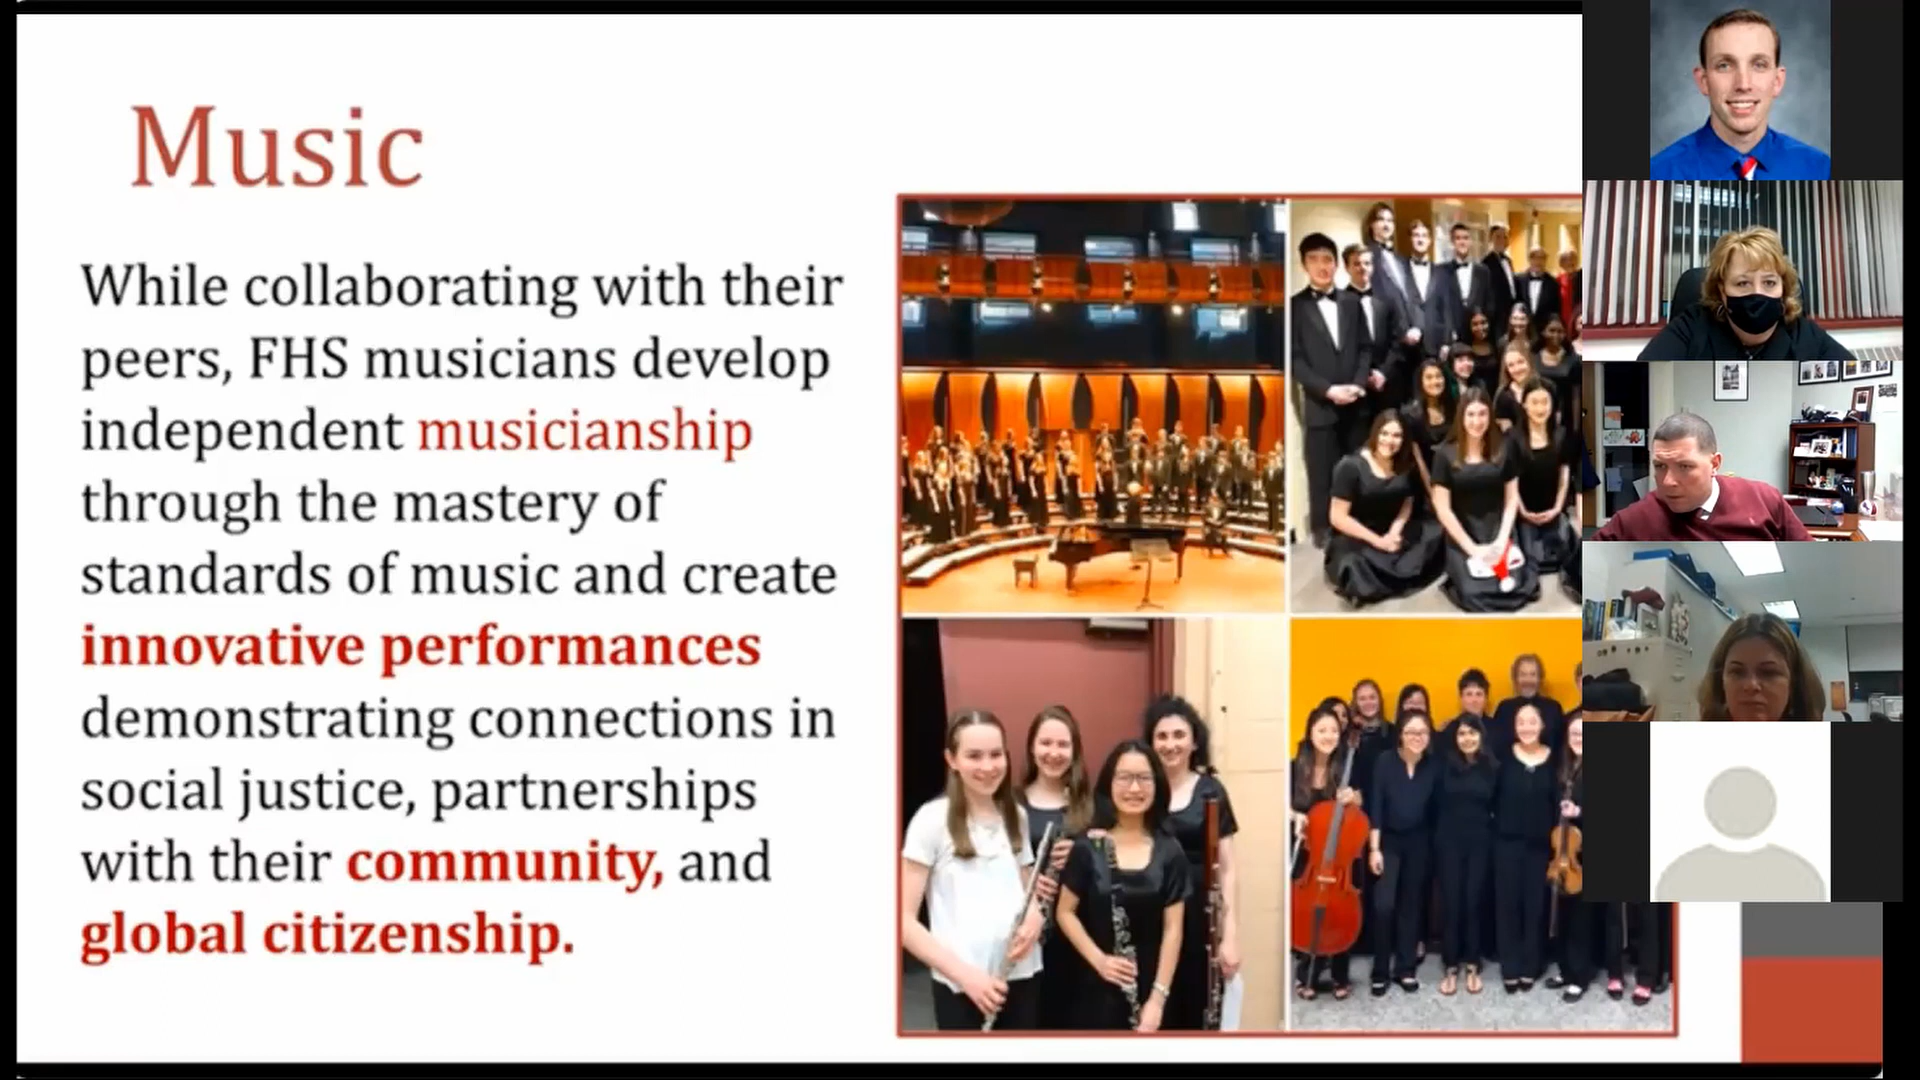 Music
While collaborating with their
peers, FHS musicians develop
independent musicianship
through the mastery of
standards of music and create
innovative performances
demonstrating connections in
social justice, partnerships
with their community, and
global citizenship.